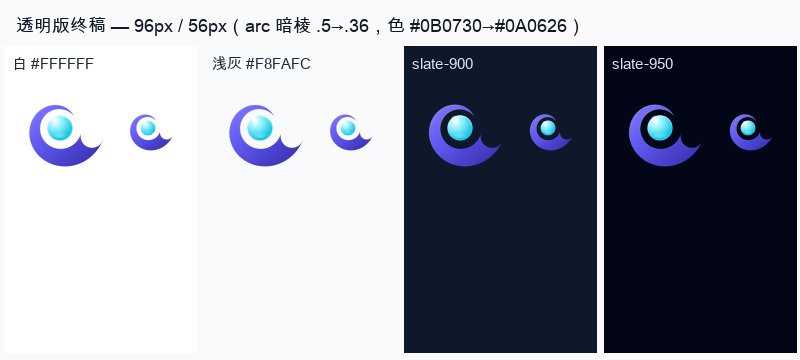 透明版终稿 — 96px / 56px（arc 暗棱 .5→.36，色 #0B0730→#0A0626）
白 #FFFFFF
浅灰 #F8FAFC
slate-900
slate-950